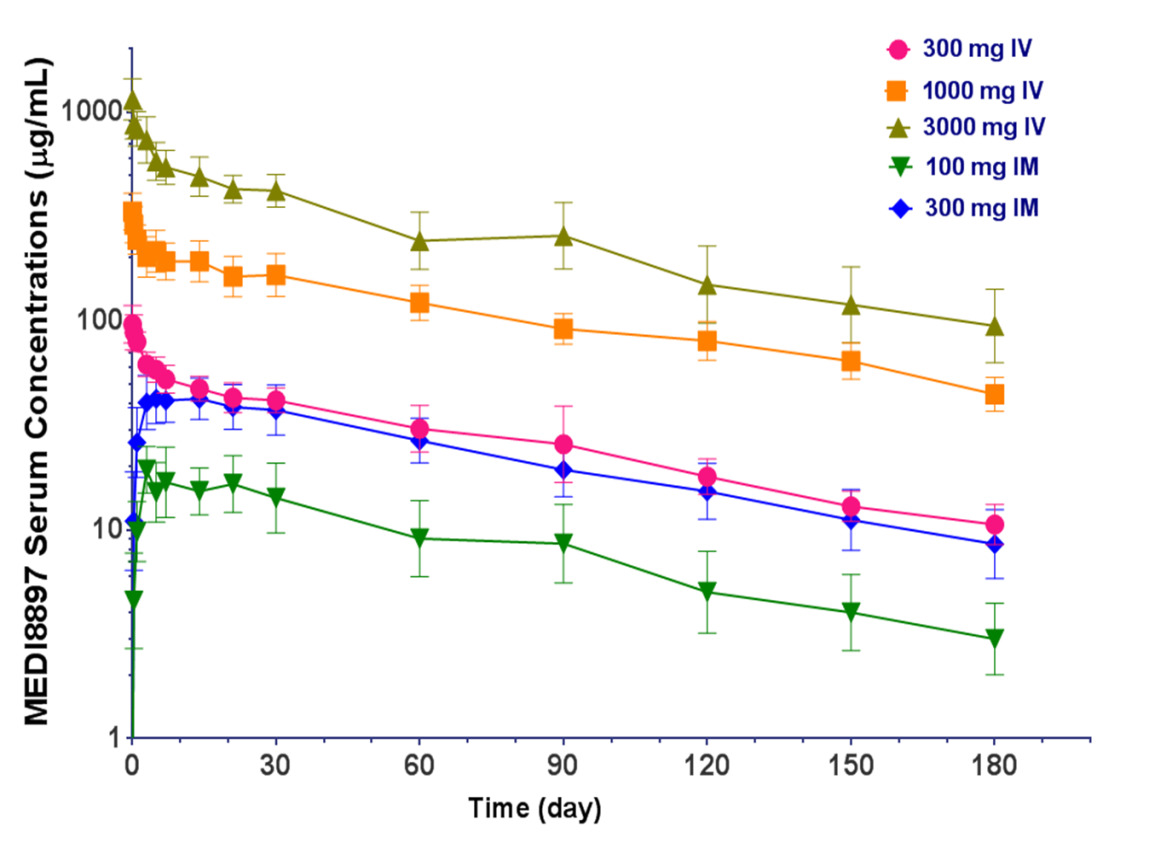 MEDI8897 Serum Concentrations (µg/mL)
1000
100
10
1
0 30 60 90 120 150 180
Time (day)
300 mg IV
1000 mg IV
3000 mg IV
100 mg IM
300 mg IM